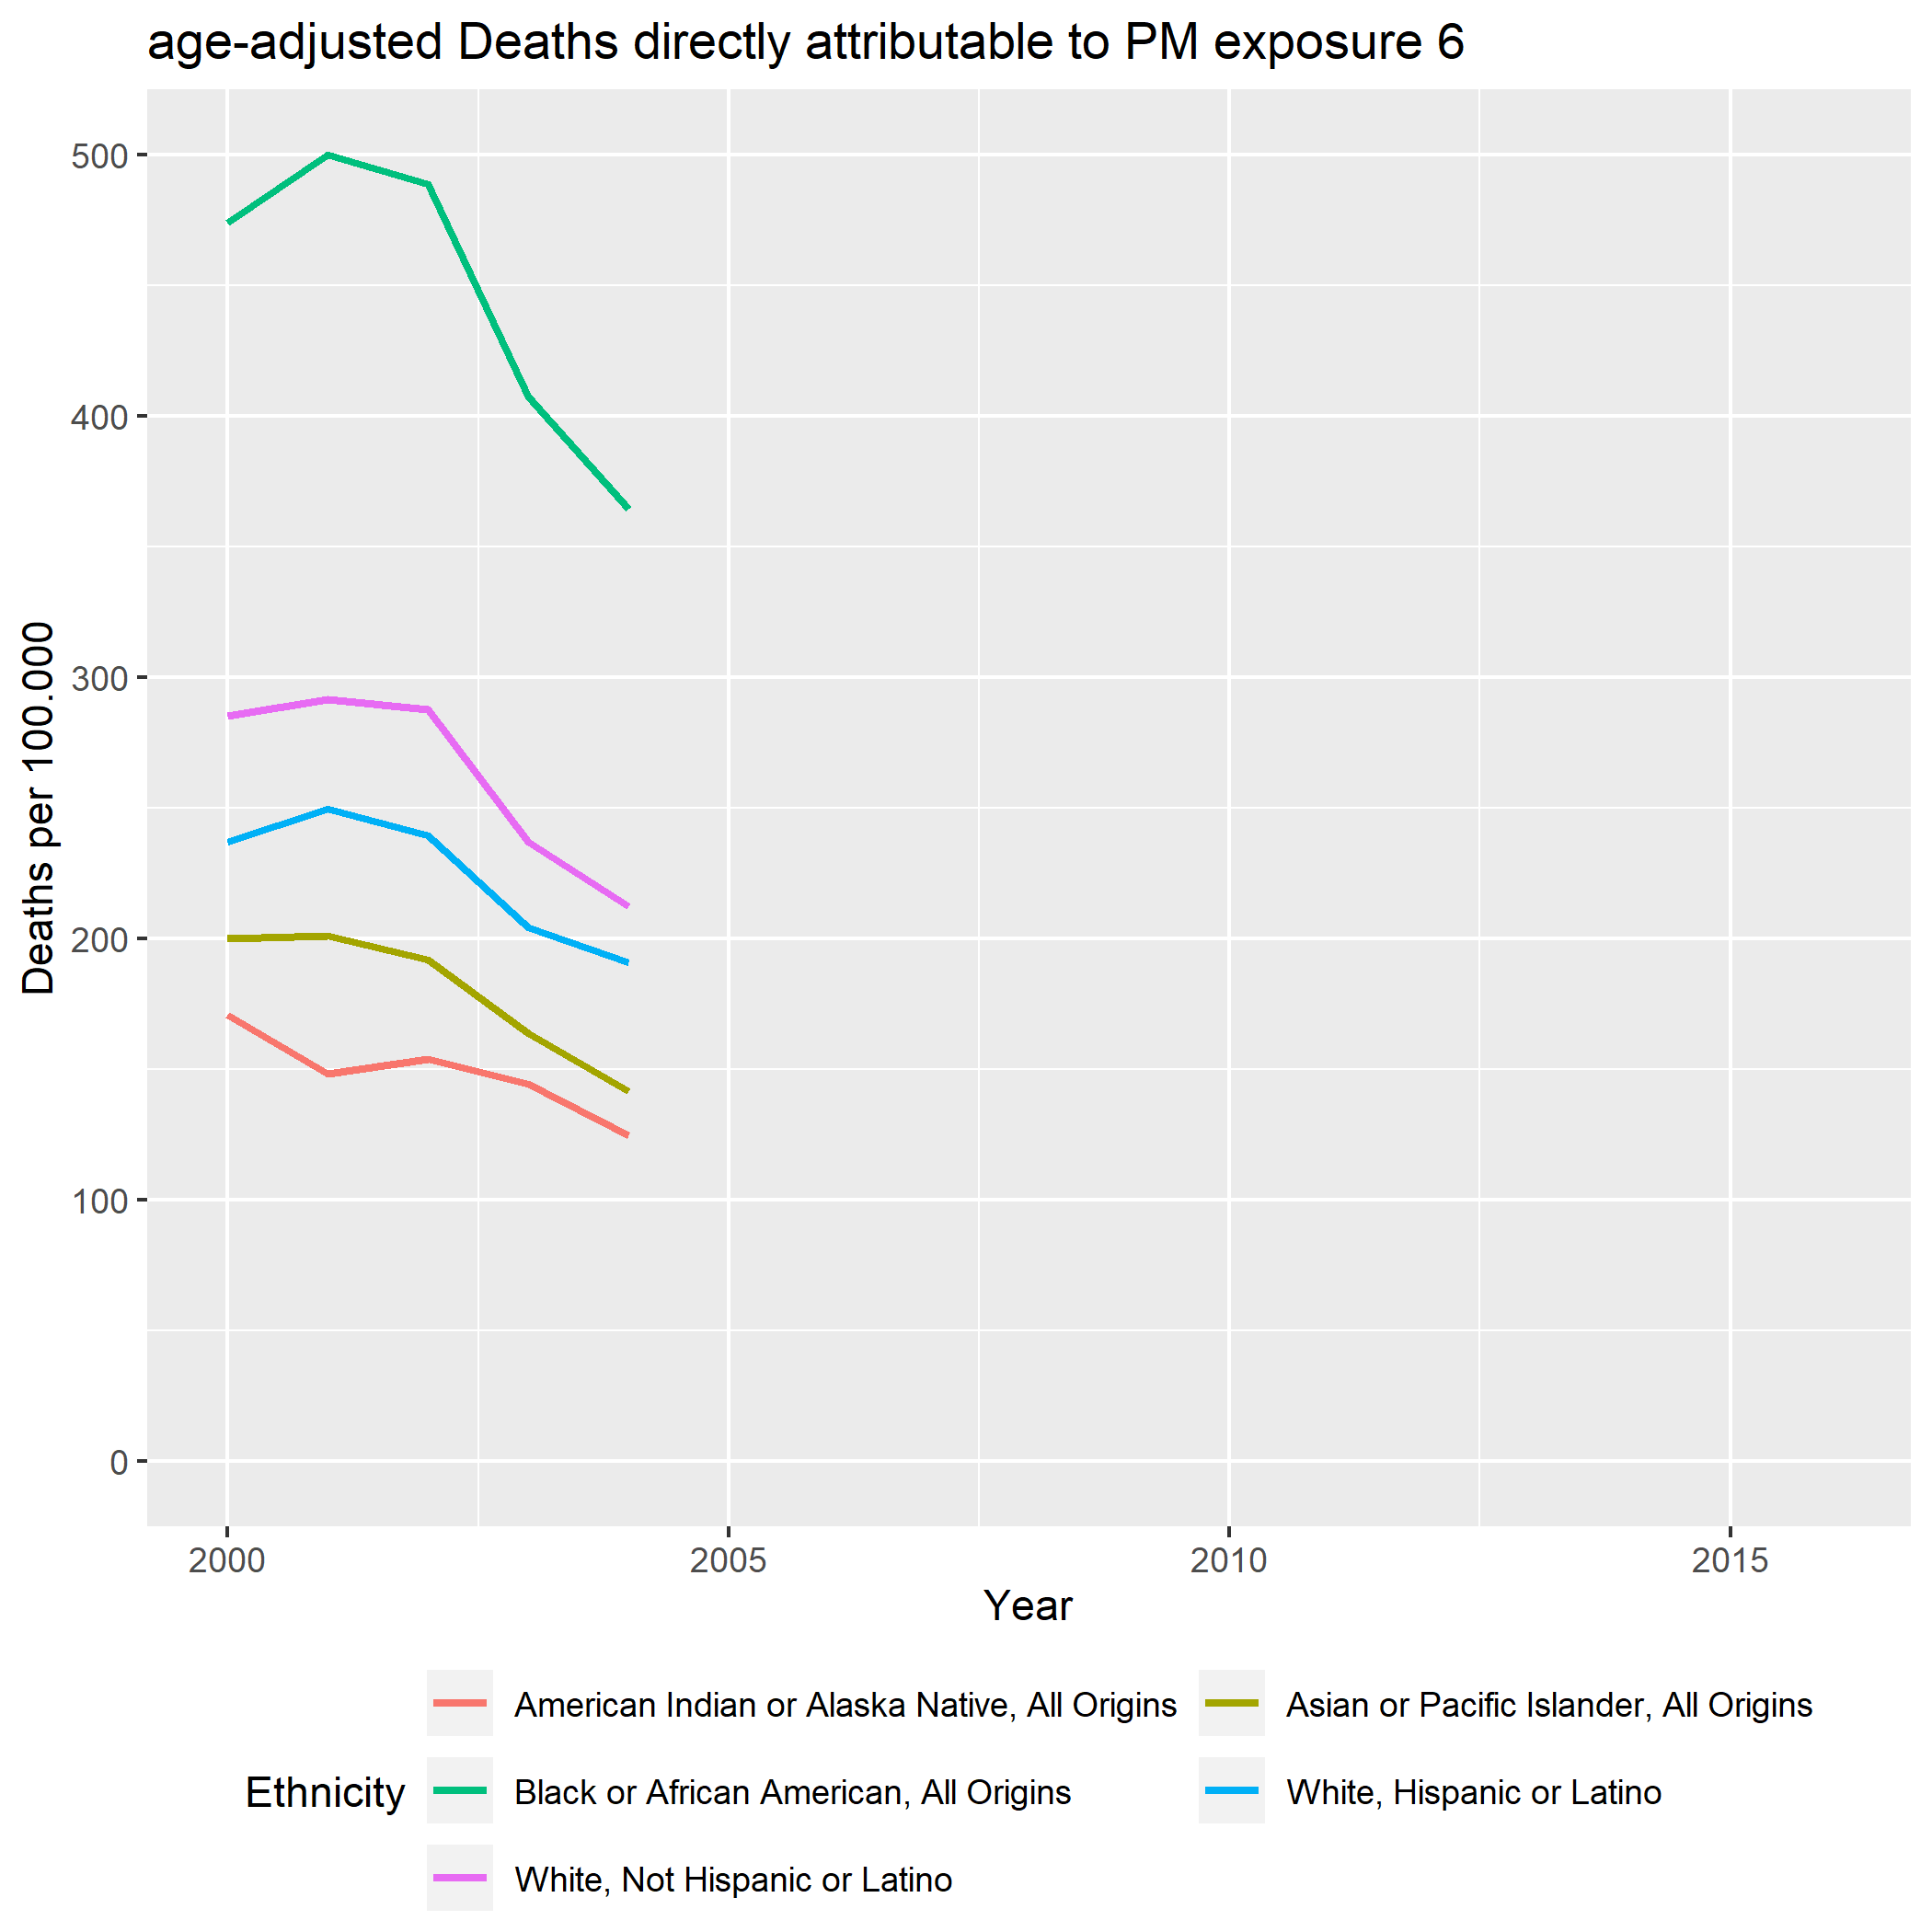 age-adjusted Deaths directly attributable to PM exposure 6
Deaths per 100.000
500
400
300
200
100
0
2000 2005 2010 2015
Year
Ethnicity
American Indian or Alaska Native, All Origins
Asian or Pacific Islander, All Origins
Black or African American, All Origins
White, Hispanic or Latino
White, Not Hispanic or Latino